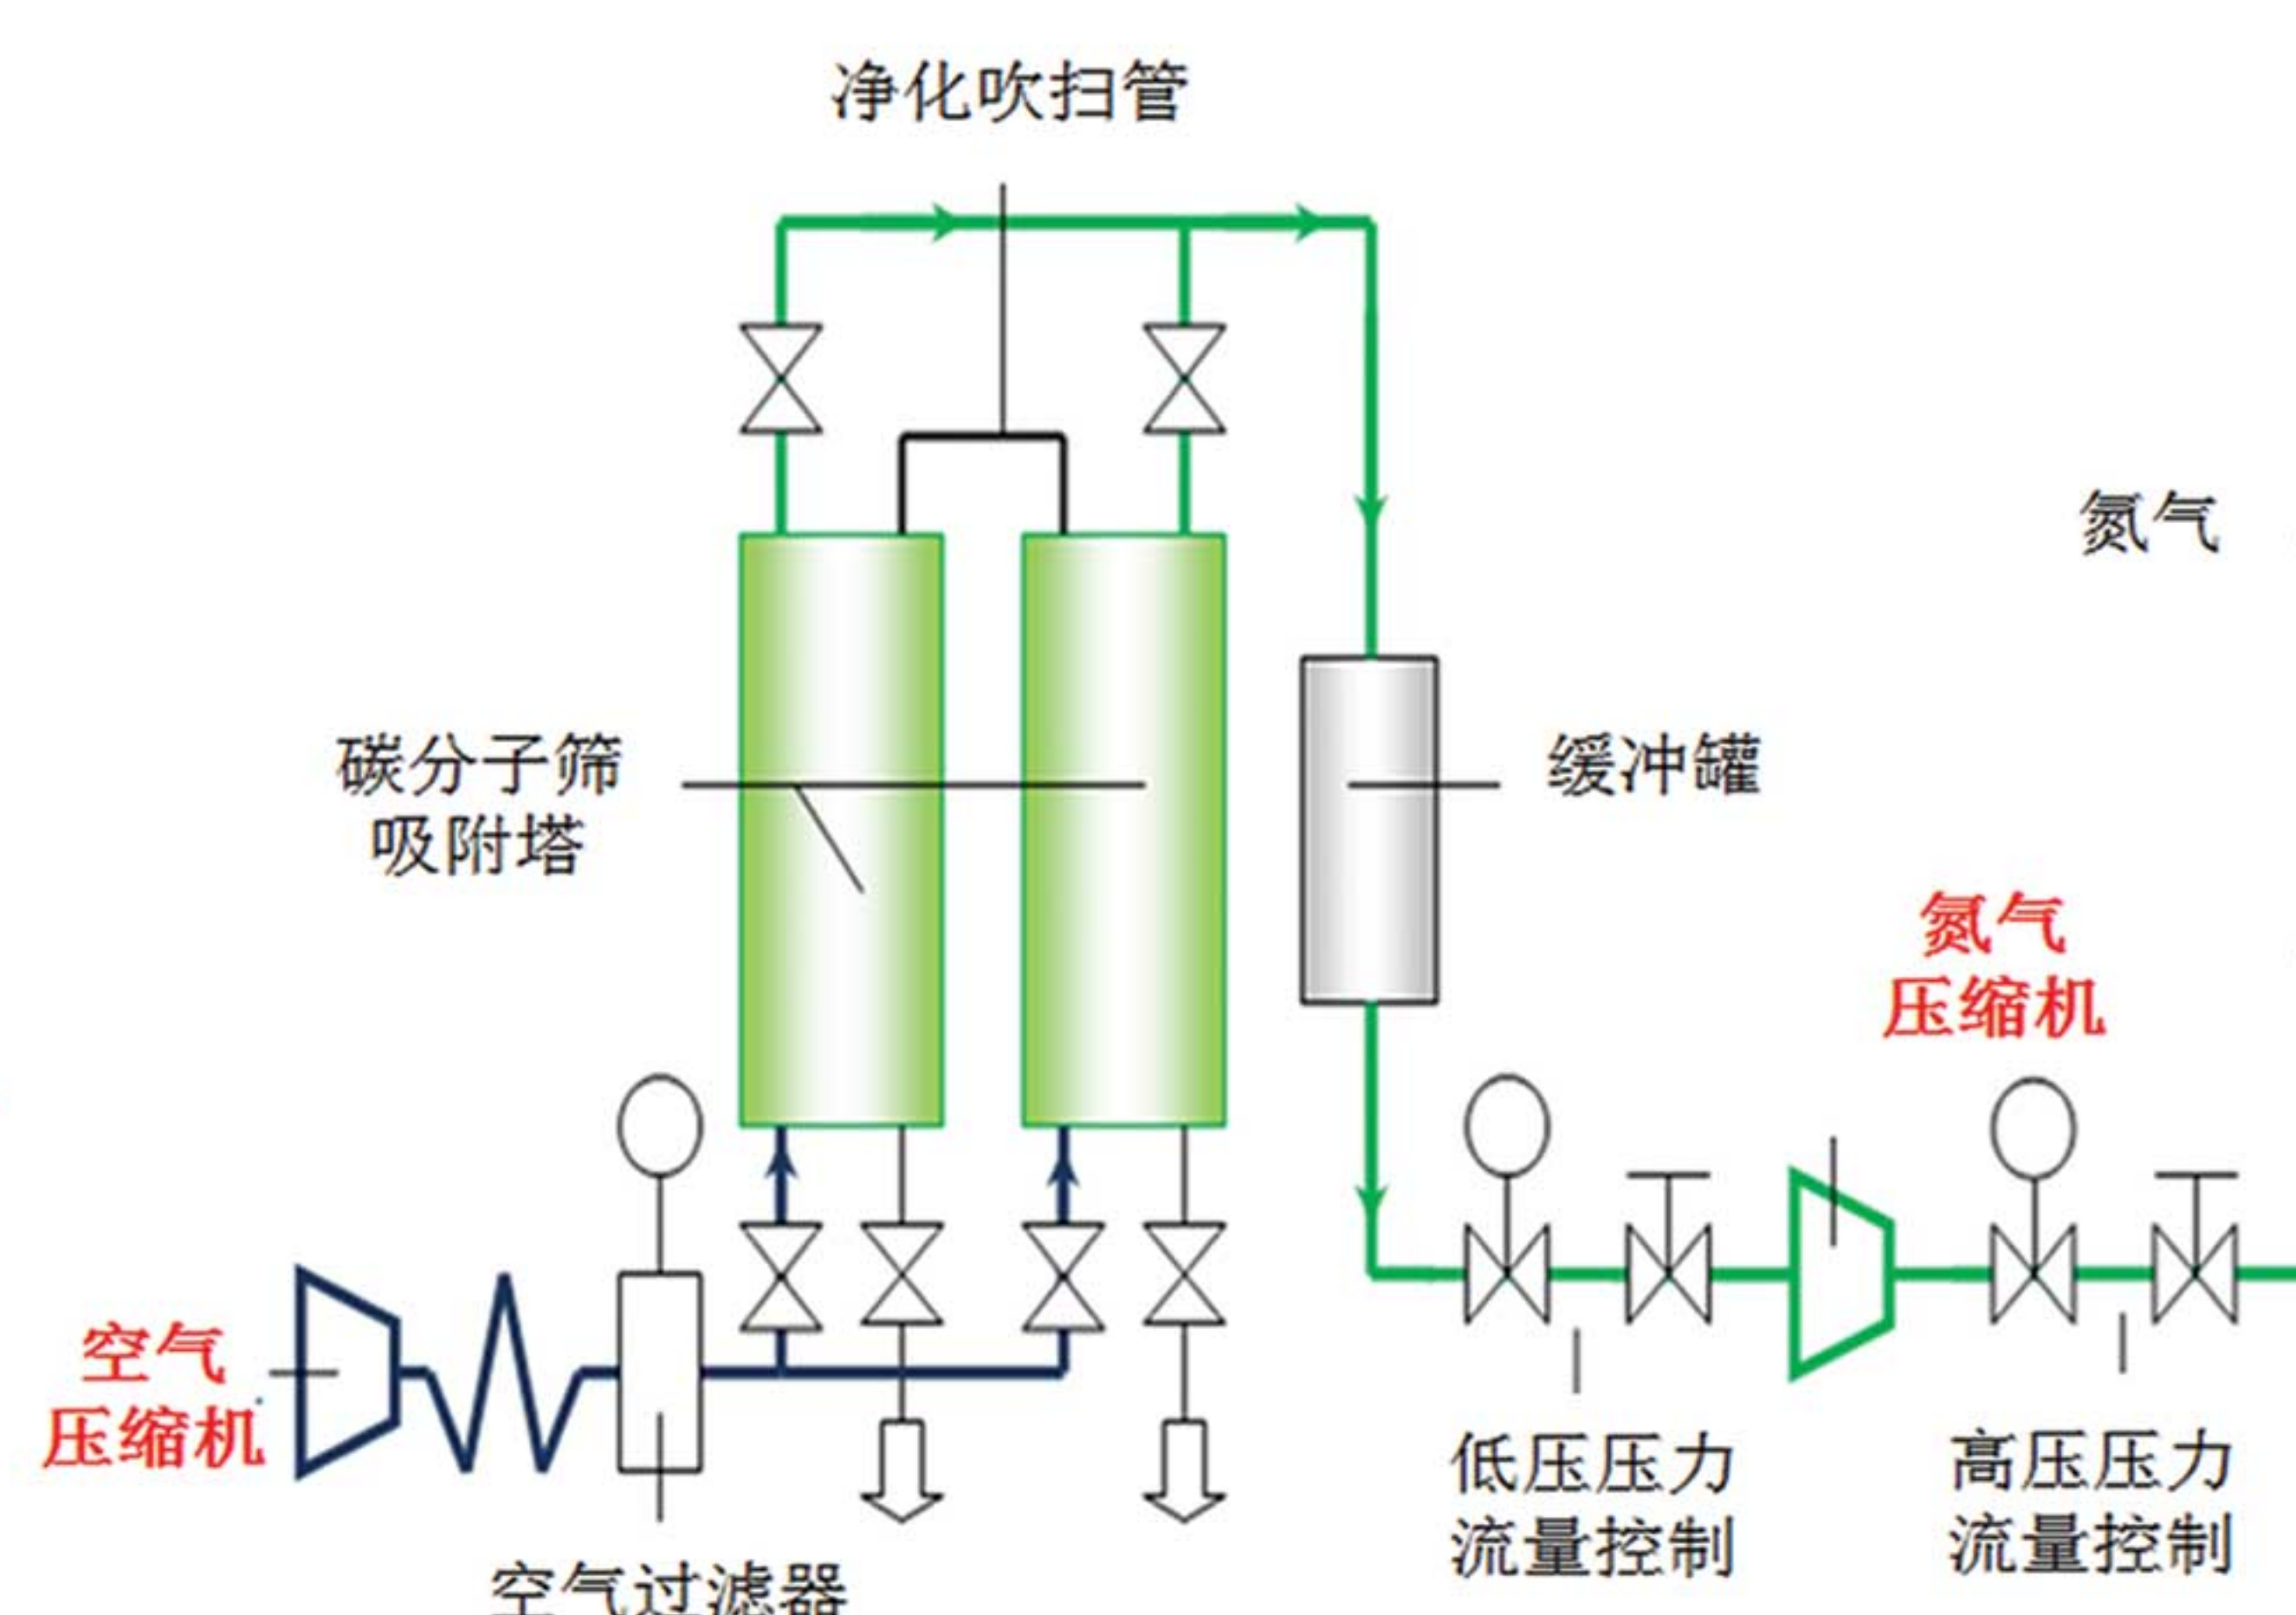 净化吹扫管
氮气
碳分子筛
吸附塔
缓冲罐
氮气
压缩机
空气
压缩机
低压压力
流量控制
高压压力
流量控制
空气过滤器